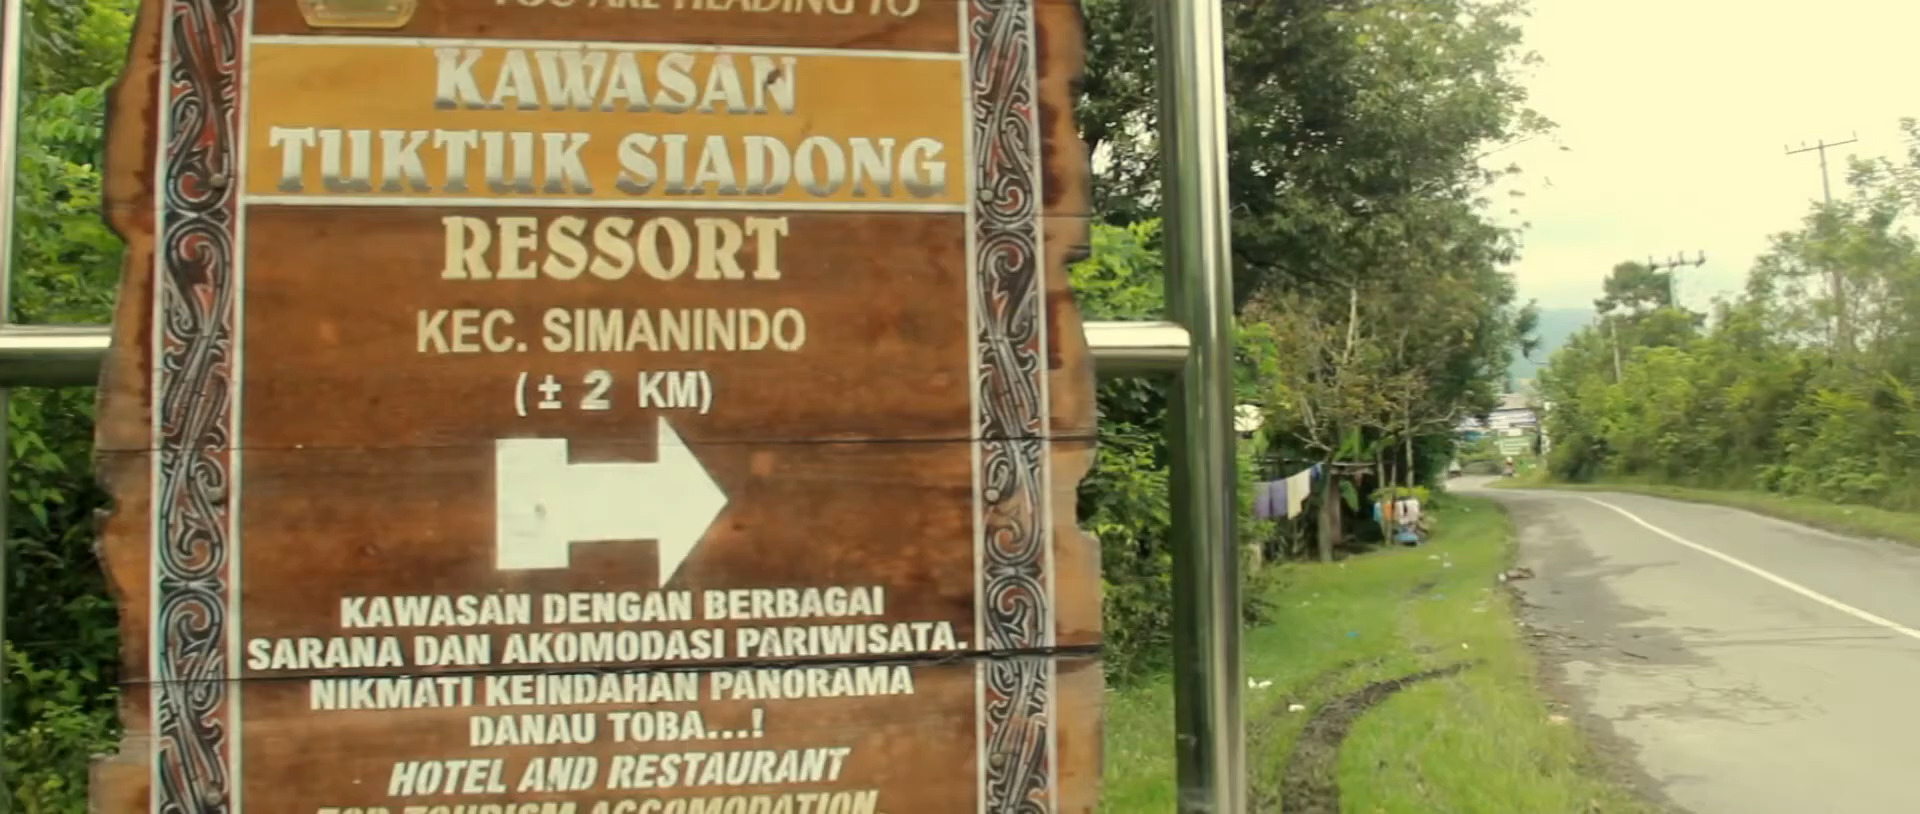 YOU ARE HEADING TO
KAWASAN
TUKTUK SIADONG
RESSORT
KEC. SIMANINDO
(± 2 KM)
KAWASAN DENGAN BERBAGAI
SARANA DAN AKOMODASI PARIWISATA.
NIKMATI KEINDAHAN PANORAMA
DANAU TOBA...!
HOTEL AND RESTAURANT
FOR TOURISM ACCOMODATION.